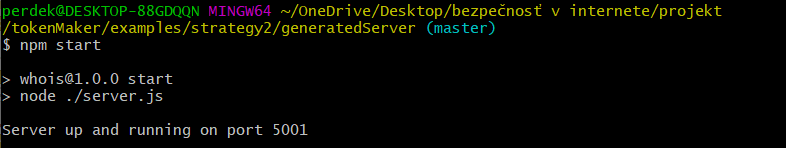 perdek@DESKTOP-88GDQQN MINGW64 ~/OneDrive/Desktop/bezpečnosť v internete/projekt
/tokenMaker/examples/strategy2/generatedServer (master)
$ npm start
> whois@1.0.0 start
> node ./server.js
Server up and running on port 5001